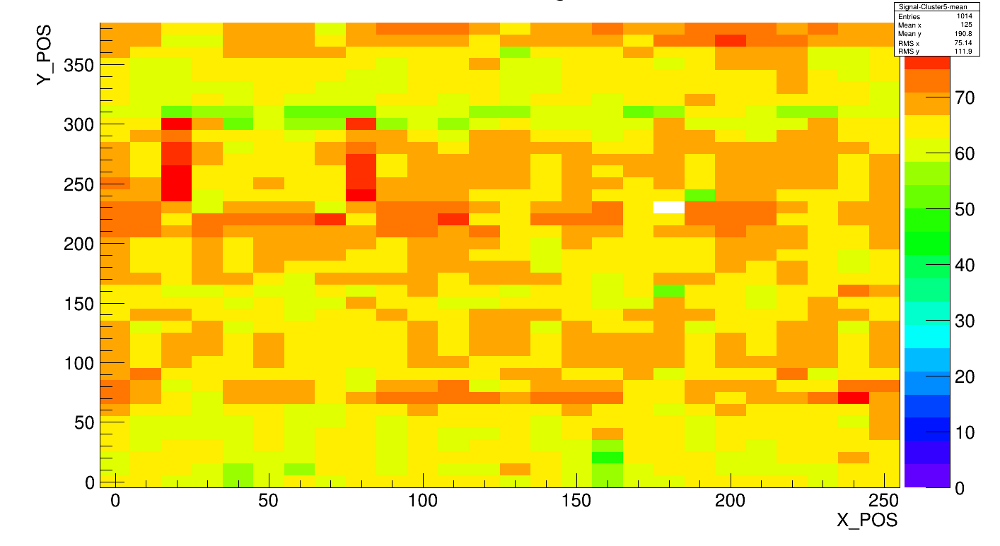 Signal-Cluster5-mean
Entries 1014
Mean x 125
Mean y 190.8
RMS x 75.14
RMS y 111.9
Y_POS
350
300
250
200
150
100
50
0
0 50 100 150 200 250
X_POS
70
60
50
40
30
20
10
0